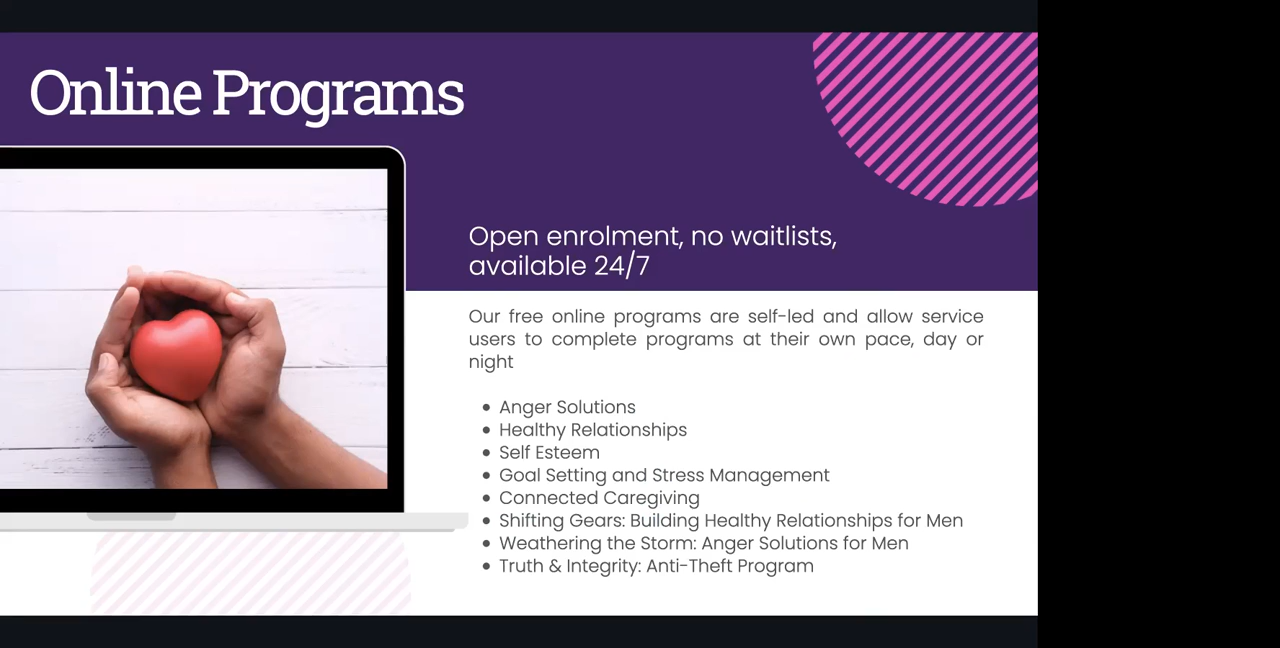 Online Programs
Open enrolment, no waitlists,
available 24/7
Our free online programs are self-led and allow service
users to complete programs at their own pace, day or
night
• Anger Solutions
• Healthy Relationships
• Self Esteem
• Goal Setting and Stress Management
• Connected Caregiving
• Shifting Gears: Building Healthy Relationships for Men
• Weathering the Storm: Anger Solutions for Men
• Truth & Integrity: Anti-Theft Program